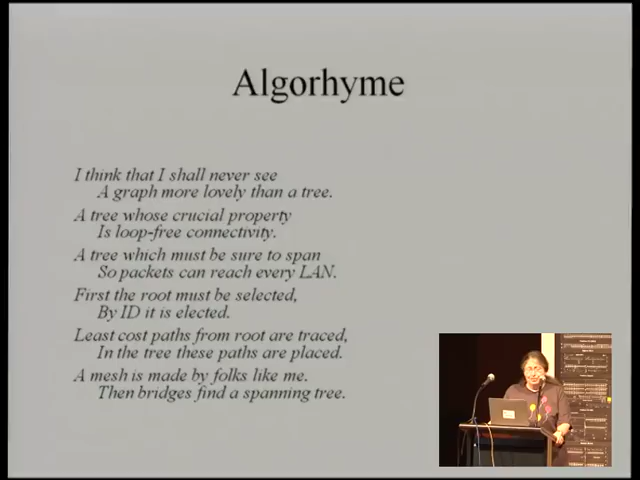 Algorhyme
I think that I shall never see
A graph more lovely than a tree.
A tree whose crucial property
Is loop-free connectivity.
A tree which must be sure to span
So packets can reach every LAN.
First the root must be selected,
By ID it is elected.
Least cost paths from root are traced,
In the tree these paths are placed.
A mesh is made by folks like me.
Then bridges find a spanning tree.